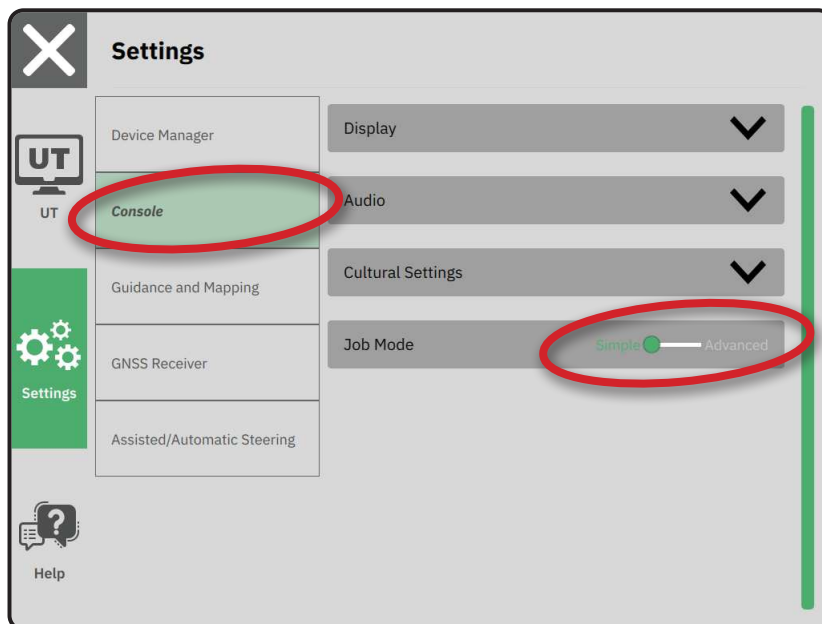 Settings
UT
UT
Settings
Help
Device Manager
Console
Guidance and Mapping
GNSS Receiver
Assisted/Automatic Steering
Display
Audio
Cultural Settings
Job Mode Simple Advanced